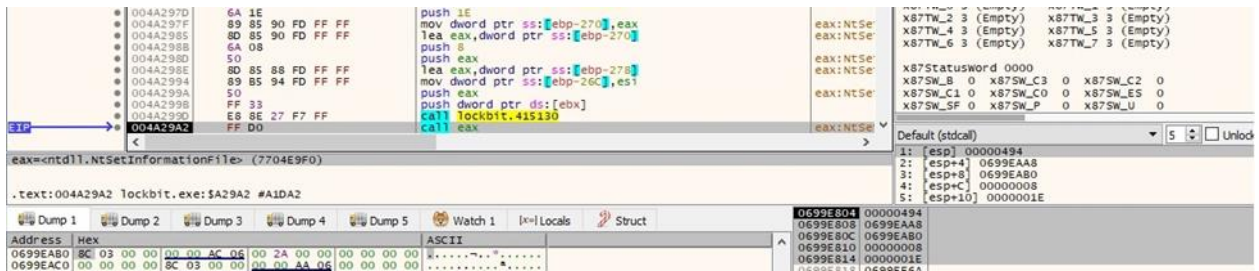 004A297D 6A 1E push 1E
004A297F 89 85 90 FD FF FF mov dword ptr ss:[ebp-270],eax eax:NtSet
004A2985 8D 85 90 FD FF FF lea eax,dword ptr ss:[ebp-270] eax:NtSe
004A298B 6A 08 push 8
004A298D 50 push eax eax:NtSe
004A298E 8D 85 88 FD FF FF lea eax,dword ptr ss:[ebp-278] eax:NtSe
004A2994 89 B5 94 FD FF FF mov dword ptr ss:[ebp-26C],esi
004A299A 50 push eax eax:NtSe
004A299B FF 33 push dword ptr ds:[ebx]
004A299D E8 8E 27 F7 FF call lockbit.415130
EIP 004A29A2 FF D0 call eax eax:NtSe
x87TW_2 3 (Empty) x87TW_3 3 (Empty)
x87TW_4 3 (Empty) x87TW_5 3 (Empty)
x87TW_6 3 (Empty) x87TW_7 3 (Empty)
x87StatusWord 0000
x87SW_B 0 x87SW_C3 0 x87SW_C2 0
x87SW_C1 0 x87SW_C0 0 x87SW_ES 0
x87SW_SF 0 x87SW_P 0 x87SW_U 0
Default (stdcall) 5 Unlock
1: [esp] 00000494
2: [esp+4] 0699EAA8
3: [esp+8] 0699EAB0
4: [esp+C] 00000008
5: [esp+10] 0000001E
eax=<ntdll.NtSetInformationFile> (7704E9F0)
.text:004A29A2 lockbit.exe:$A29A2 #A1DA2
Dump 1 Dump 2 Dump 3 Dump 4 Dump 5 Watch 1 [x=] Locals Struct
Address Hex ASCII
0699EAB0 8C 03 00 00 00 00 AC 06 00 2A 00 00 00 00 00 00
0699EAC0 00 00 00 00 8C 03 00 00 00 00 AA 06 00 00 00 00
0699E804 00000494
0699E808 0699EAA8
0699E80C 0699EAB0
0699E810 00000008
0699E814 0000001E